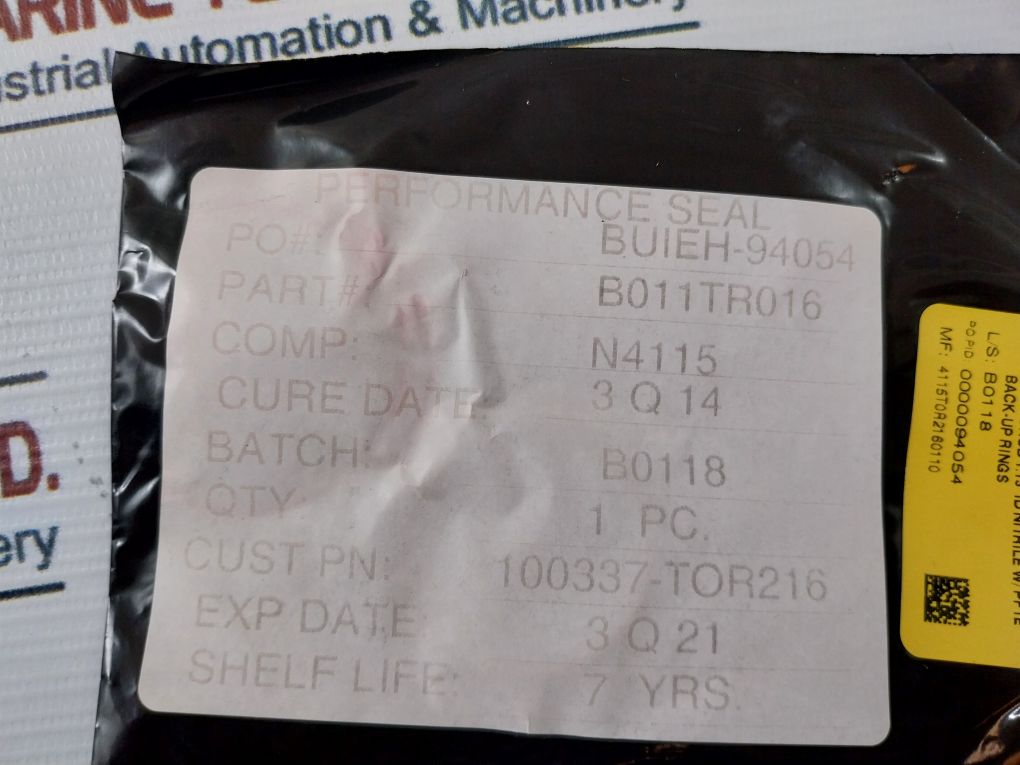 Industrial Automation & Machinery
PERFORMANCE SEAL
PO#: BUIEH-94054
PART#: B011TR016
COMP: N4115
CURE DATE: 3 Q 14
BATCH: B0118
QTY 1 PC.
CUST PN: 100337-TOR216
EXP DATE: 3 Q 21
SHELF LIFE: 7 YRS.
D.
ery
BACK-UP RINGS
L/S: B0118
PO PID: 0000094054
MF: 4115TOR2160110